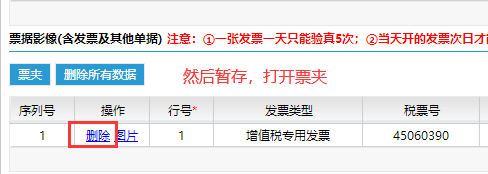 票据影像(含发票及其他单据) 注意：①一张发票一天只能验真5次；②当天开的发票次日才
票夹 删除所有数据 然后暂存，打开票夹
序列号 操作 行号* 发票类型 税票号
1 删除 图片 1 增值税专用发票 45060390